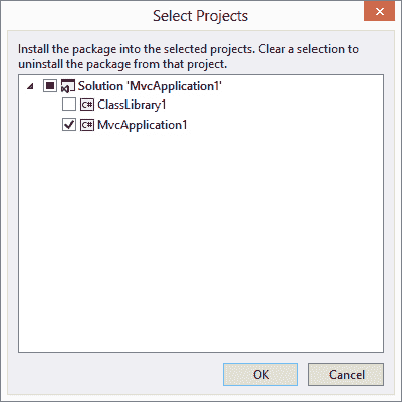 Select Projects
Install the package into the selected projects. Clear a selection to
uninstall the package from that project.
Solution 'MvcApplication1'
C# ClassLibrary1
C# MvcApplication1
OK Cancel